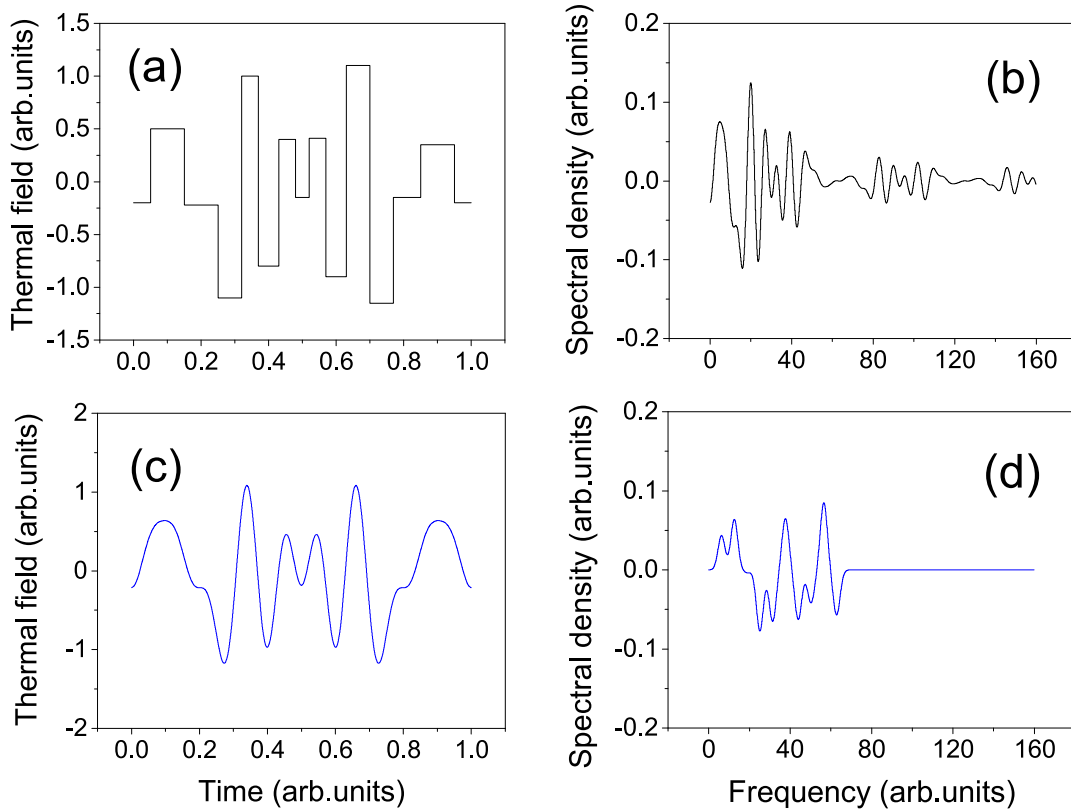 (a)
Thermal field (arb.units)
1.5
1.0
0.5
0.0
-0.5
-1.0
-1.5
0.0 0.2 0.4 0.6 0.8 1.0
(b)
Spectral density (arb.units)
0.2
0.1
0.0
-0.1
-0.2
0 40 80 120 160
(c)
Thermal field (arb.units)
2
1
0
-1
-2
0.0 0.2 0.4 0.6 0.8 1.0
Time (arb.units)
(d)
Spectral density (arb.units)
0.2
0.1
0.0
-0.1
-0.2
0 40 80 120 160
Frequency (arb.units)